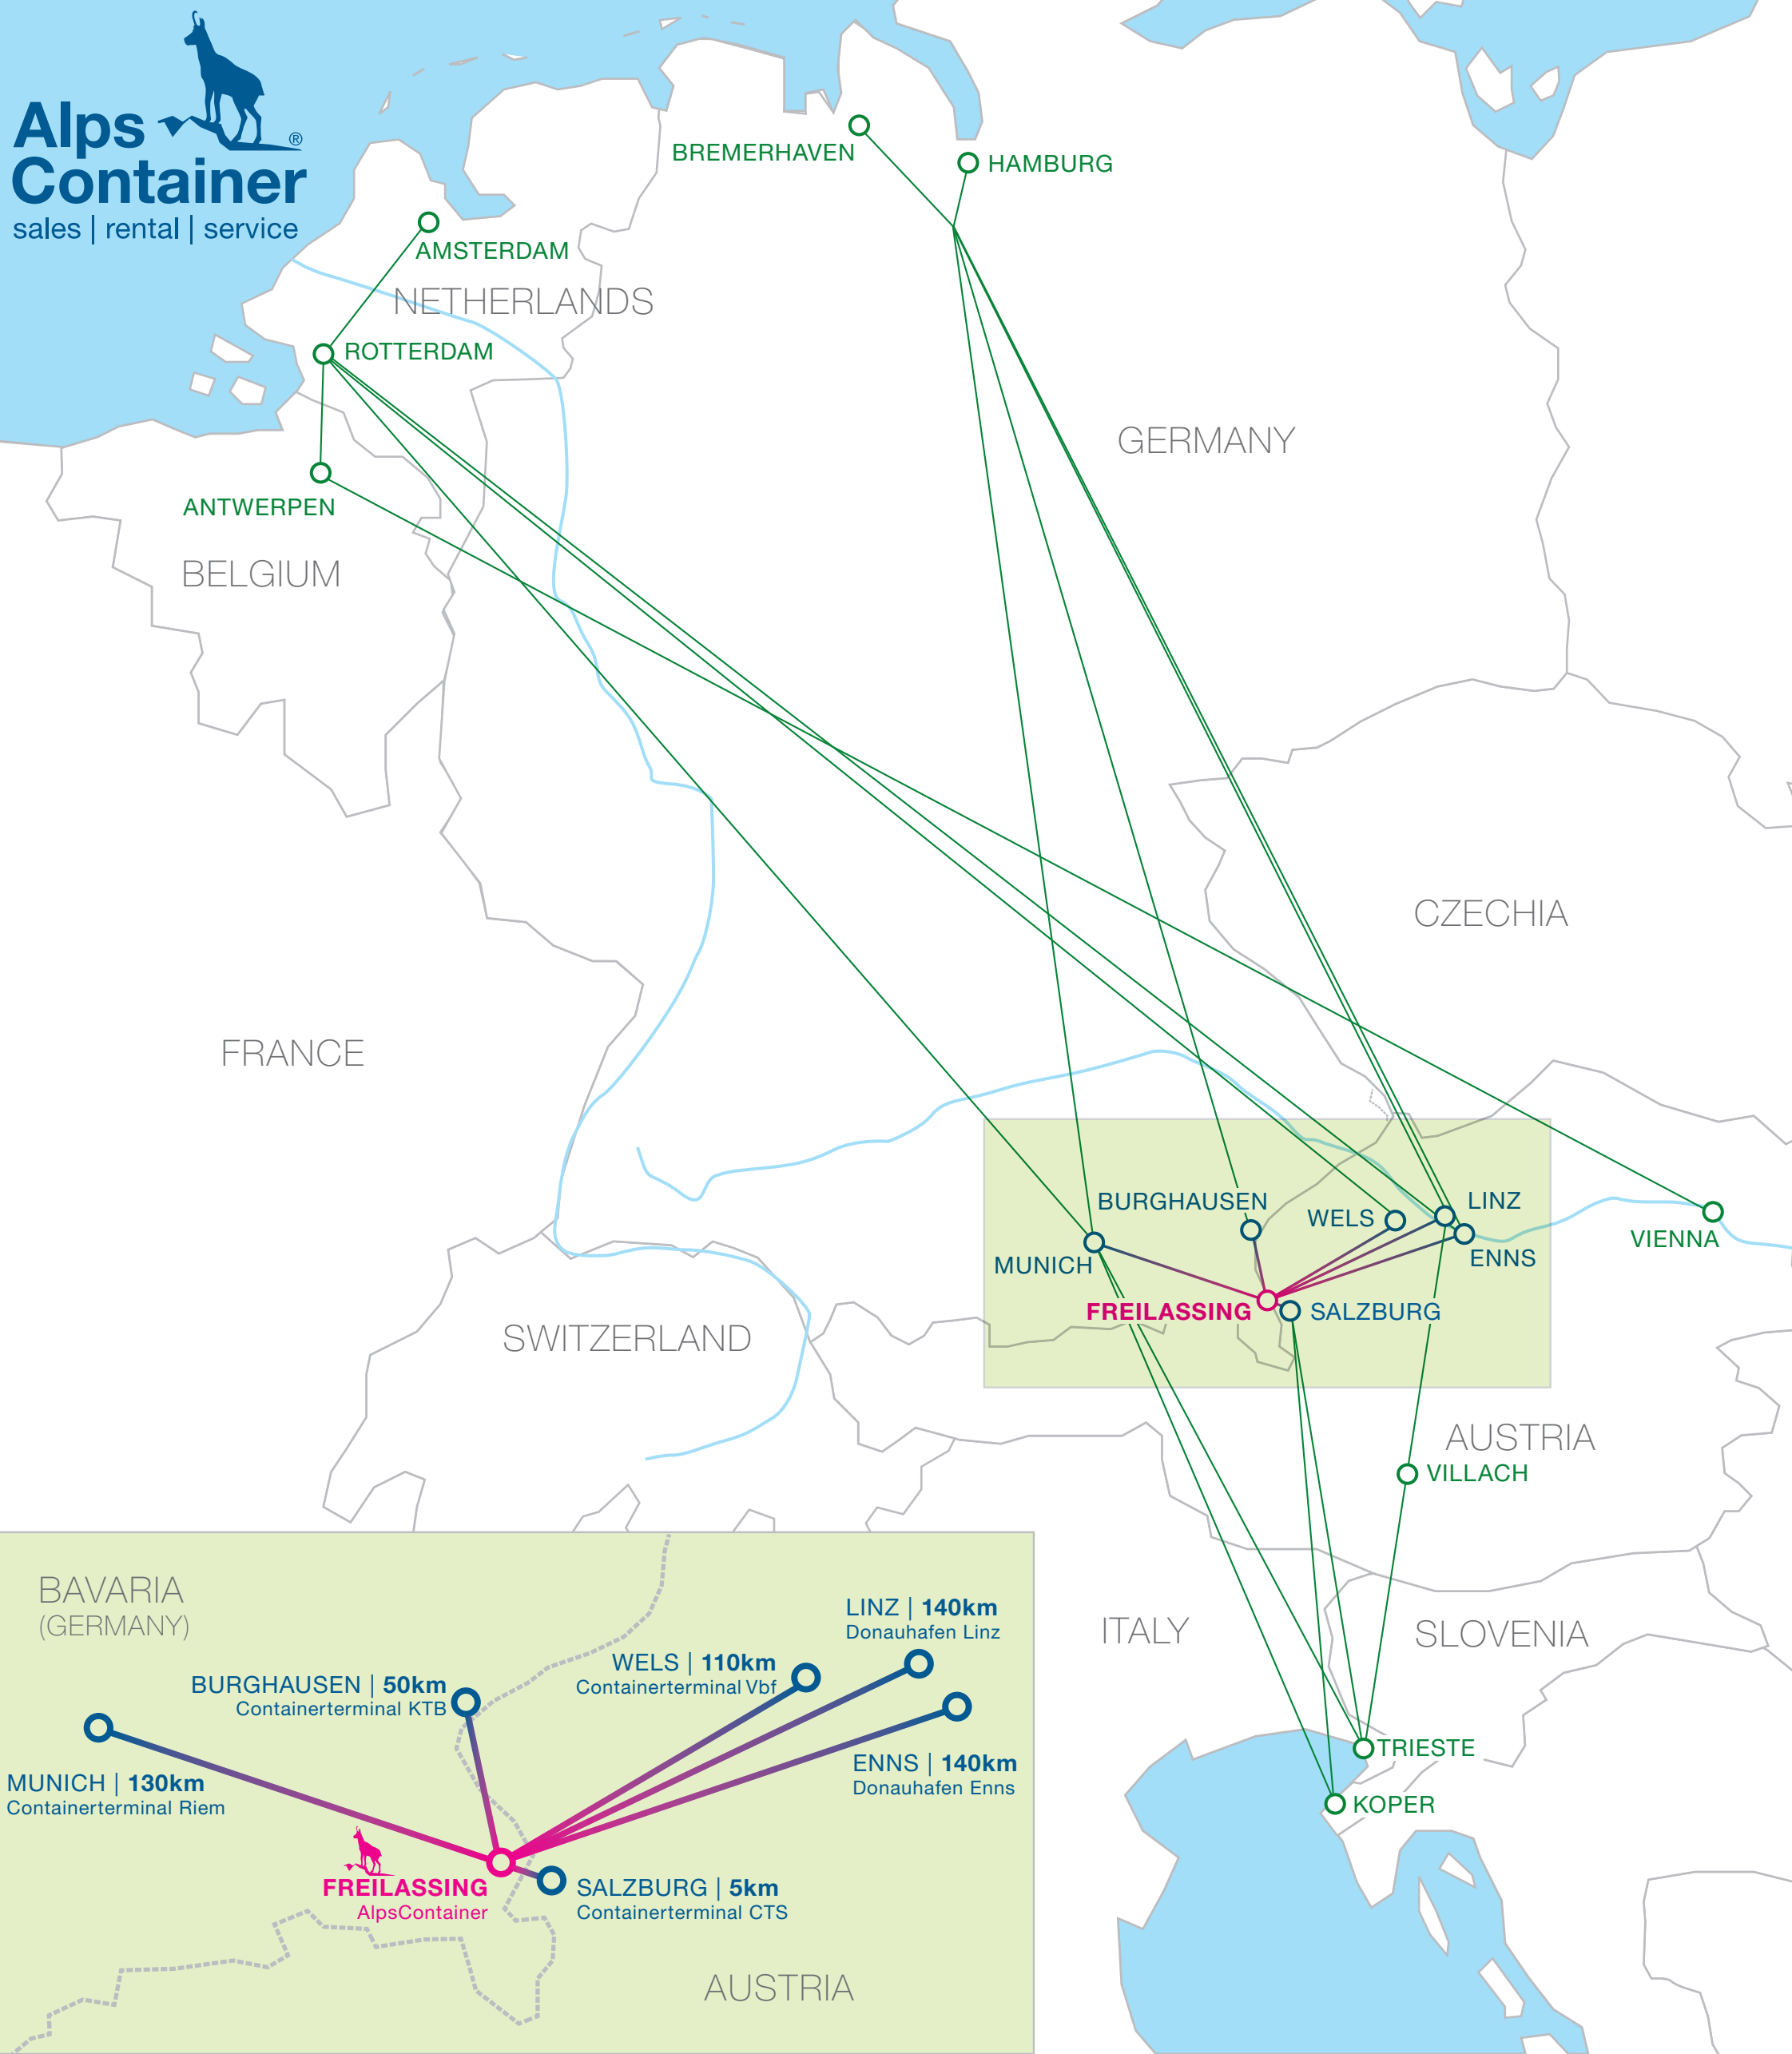 Alps
Container
®
sales | rental | service
BREMERHAVEN
HAMBURG
AMSTERDAM
NETHERLANDS
ROTTERDAM
GERMANY
ANTWERPEN
BELGIUM
CZECHIA
FRANCE
BURGHAUSEN
LINZ
WELS
VIENNA
ENNS
MUNICH
FREILASSING
SALZBURG
SWITZERLAND
AUSTRIA
VILLACH
ITALY
SLOVENIA
TRIESTE
KOPER
BAVARIA
(GERMANY)
LINZ | 140km
Donauhafen Linz
WELS | 110km
Containerterminal Vbf
BURGHAUSEN | 50km
Containerterminal KTB
ENNS | 140km
Donauhafen Enns
MUNICH | 130km
Containerterminal Riem
FREILASSING
AlpsContainer
SALZBURG | 5km
Containerterminal CTS
AUSTRIA